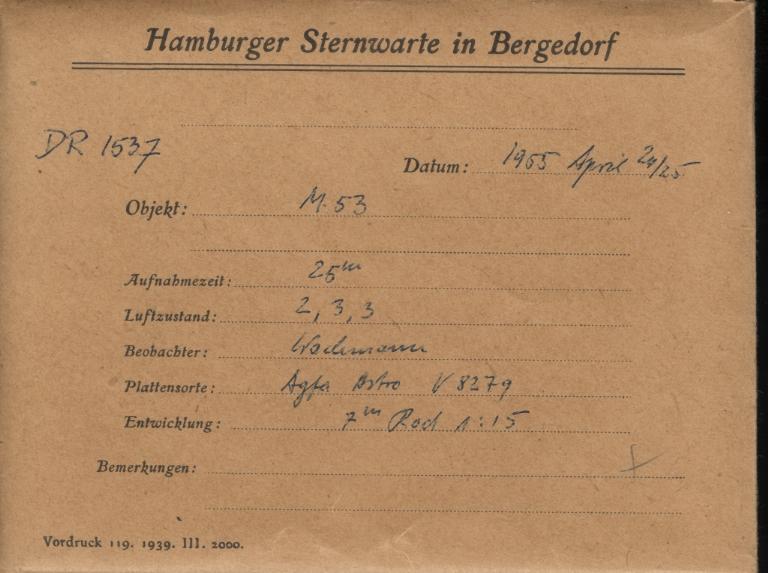 Hamburger Sternwarte in Bergedorf
DR 1537
Datum: 1955 April 24/25
Objekt: M 53
Aufnahmezeit: 25m
Luftzustand: 2, 3, 3
Beobachter: Wachmann
Plattensorte: Agfa Astro V 8279
Entwicklung: 7m Rod 1:15
Bemerkungen:
Vordruck 119. 1939. III. 2000.